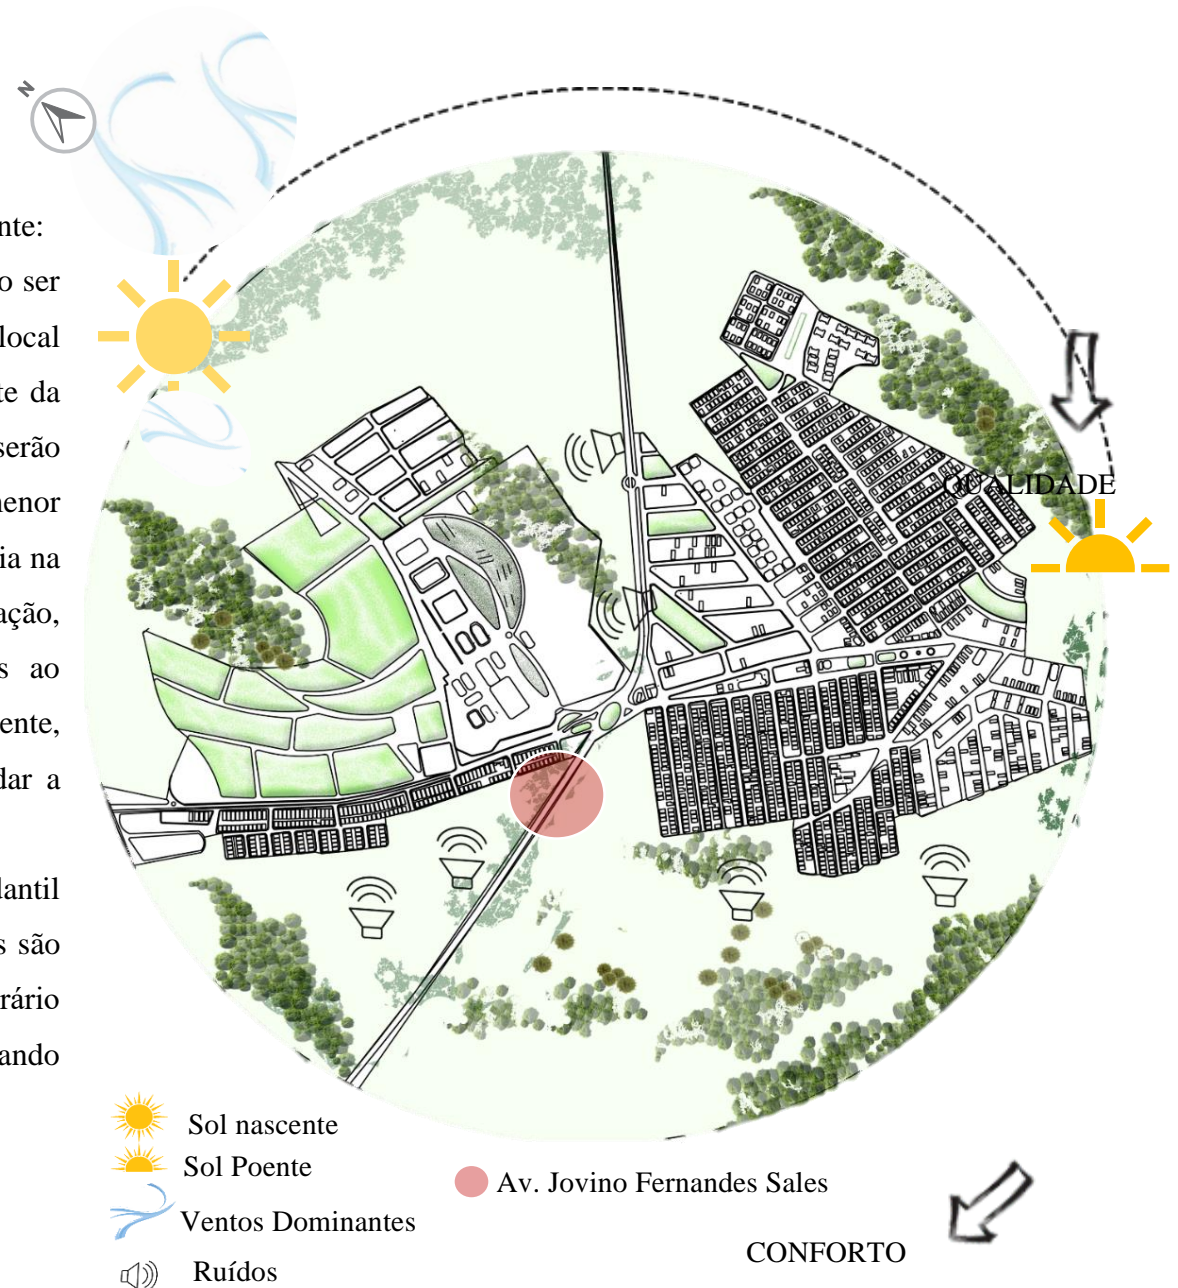 N
nte:
o ser
local
te da
serão
nenor
ia na
ação,
s ao
ente,
dar a
lantil
s são
rário
ando
QUALIDADE
Sol nascente
Sol Poente
Ventos Dominantes
Ruídos
Av. Jovino Fernandes Sales
CONFORTO